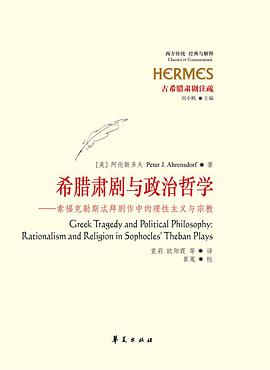 西方传统 经典与解释
Classici et Commentarii
HERMES
古希腊肃剧注疏
刘小枫 ● 主编
[美] 阿伦斯多夫 Peter J. Ahrensdorf ● 著
希腊肃剧与政治哲学
——索福克勒斯忒拜剧作中的理性主义与宗教
Greek Tragedy and Political Philosophy:
Rationalism and Religion in Sophocles' Theban Plays
袁莉 欧阳霞 等 ● 译
崔嵬 ● 校
华夏出版社